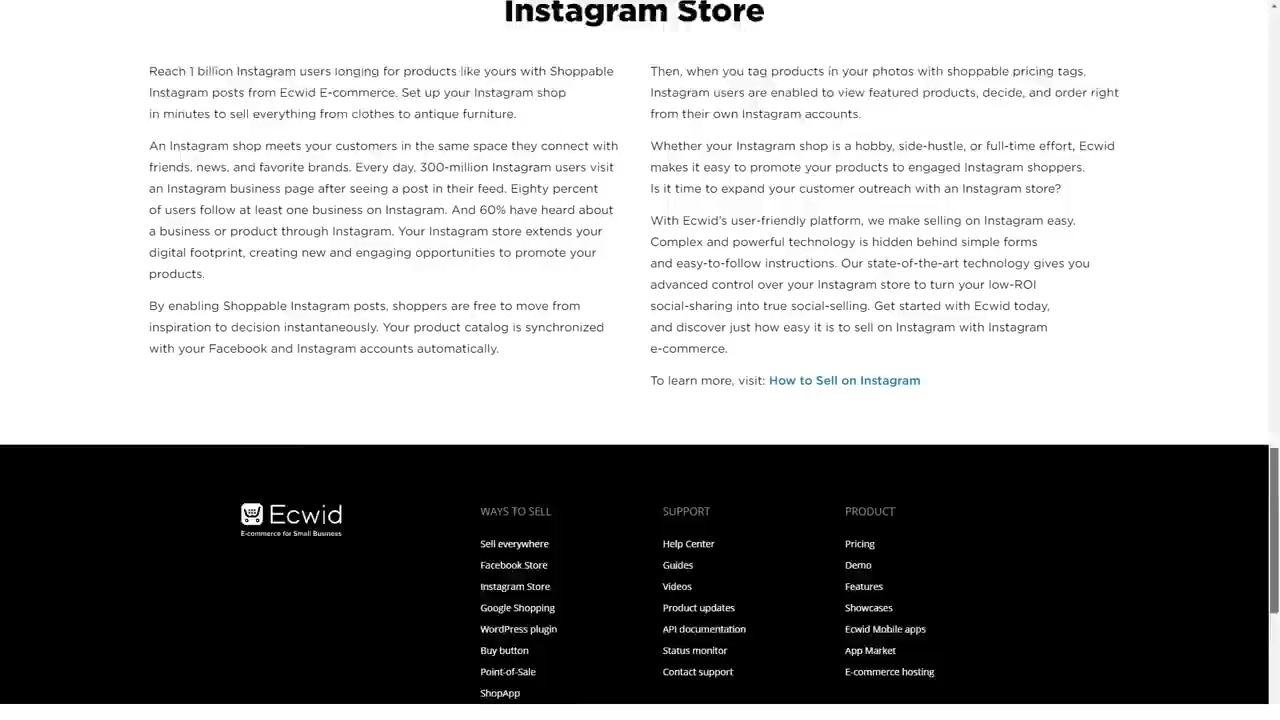 Instagram Store
Reach 1 billion Instagram users longing for products like yours with Shoppable
Instagram posts from Ecwid E-commerce. Set up your Instagram shop
in minutes to sell everything from clothes to antique furniture.
An Instagram shop meets your customers in the same space they connect with
friends, news, and favorite brands. Every day, 300-million Instagram users visit
an Instagram business page after seeing a post in their feed. Eighty percent
of users follow at least one business on Instagram. And 60% have heard about
a business or product through Instagram. Your Instagram store extends your
digital footprint, creating new and engaging opportunities to promote your
products.
By enabling Shoppable Instagram posts, shoppers are free to move from
inspiration to decision instantaneously. Your product catalog is synchronized
with your Facebook and Instagram accounts automatically.
Then, when you tag products in your photos with shoppable pricing tags,
Instagram users are enabled to view featured products, decide, and order right
from their own Instagram accounts.
Whether your Instagram shop is a hobby, side-hustle, or full-time effort, Ecwid
makes it easy to promote your products to engaged Instagram shoppers.
Is it time to expand your customer outreach with an Instagram store?
With Ecwid's user-friendly platform, we make selling on Instagram easy.
Complex and powerful technology is hidden behind simple forms
and easy-to-follow instructions. Our state-of-the-art technology gives you
advanced control over your Instagram store to turn your low-ROI
social-sharing into true social-selling. Get started with Ecwid today,
and discover just how easy it is to sell on Instagram with Instagram
e-commerce.
To learn more, visit: How to Sell on Instagram
Ecwid
E-commerce for Small Business
WAYS TO SELL
Sell everywhere
Facebook Store
Instagram Store
Google Shopping
WordPress plugin
Buy button
Point-of-Sale
ShopApp
SUPPORT
Help Center
Guides
Videos
Product updates
API documentation
Status monitor
Contact support
PRODUCT
Pricing
Demo
Features
Showcases
Ecwid Mobile apps
App Market
E-commerce hosting